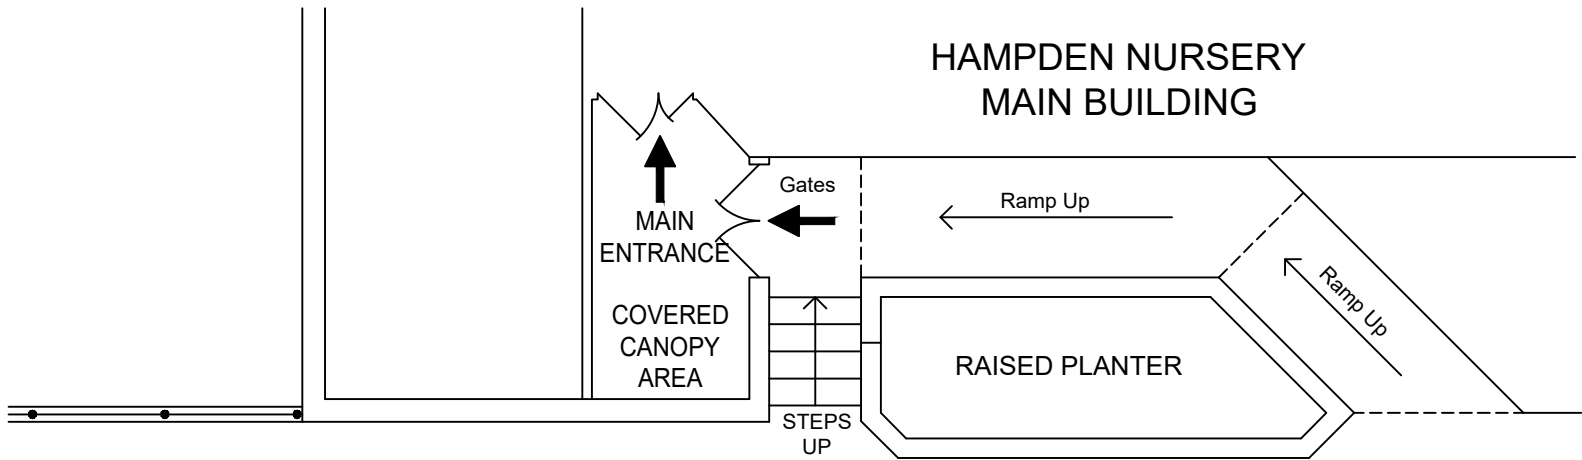 HAMPDEN NURSERY
MAIN BUILDING
Gates
Ramp Up
MAIN
ENTRANCE
Ramp Up
COVERED
CANOPY
AREA
RAISED PLANTER
STEPS
UP